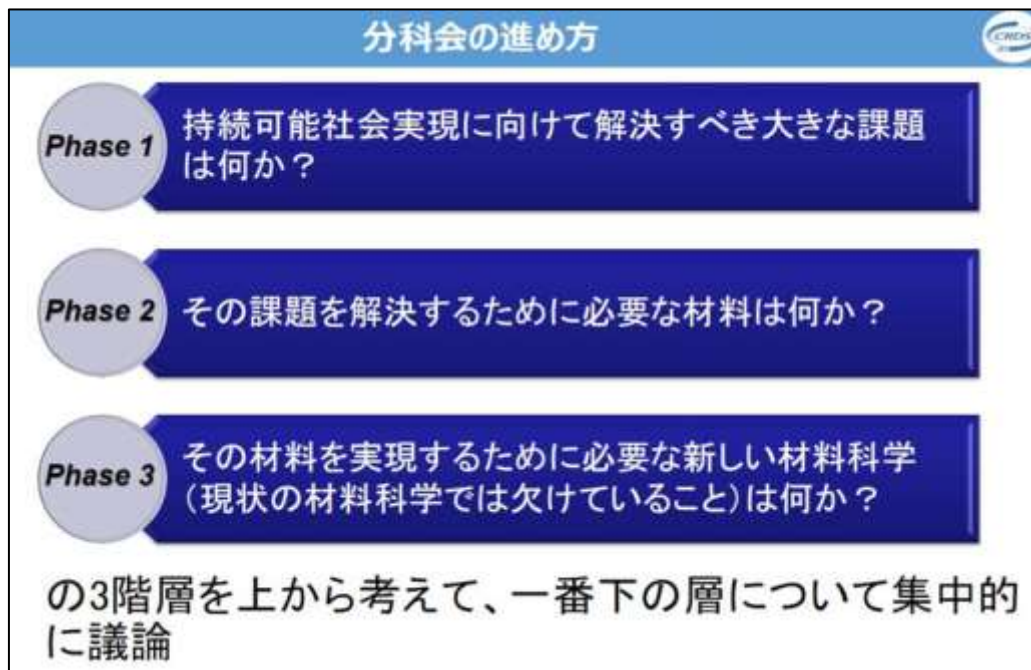 分科会の進め方
CRDS
Phase 1
持続可能社会実現に向けて解決すべき大きな課題
は何か？
Phase 2
その課題を解決するために必要な材料は何か？
Phase 3
その材料を実現するために必要な新しい材料科学
（現状の材料科学では欠けていること）は何か？
の3階層を上から考えて、一番下の層について集中的
に議論